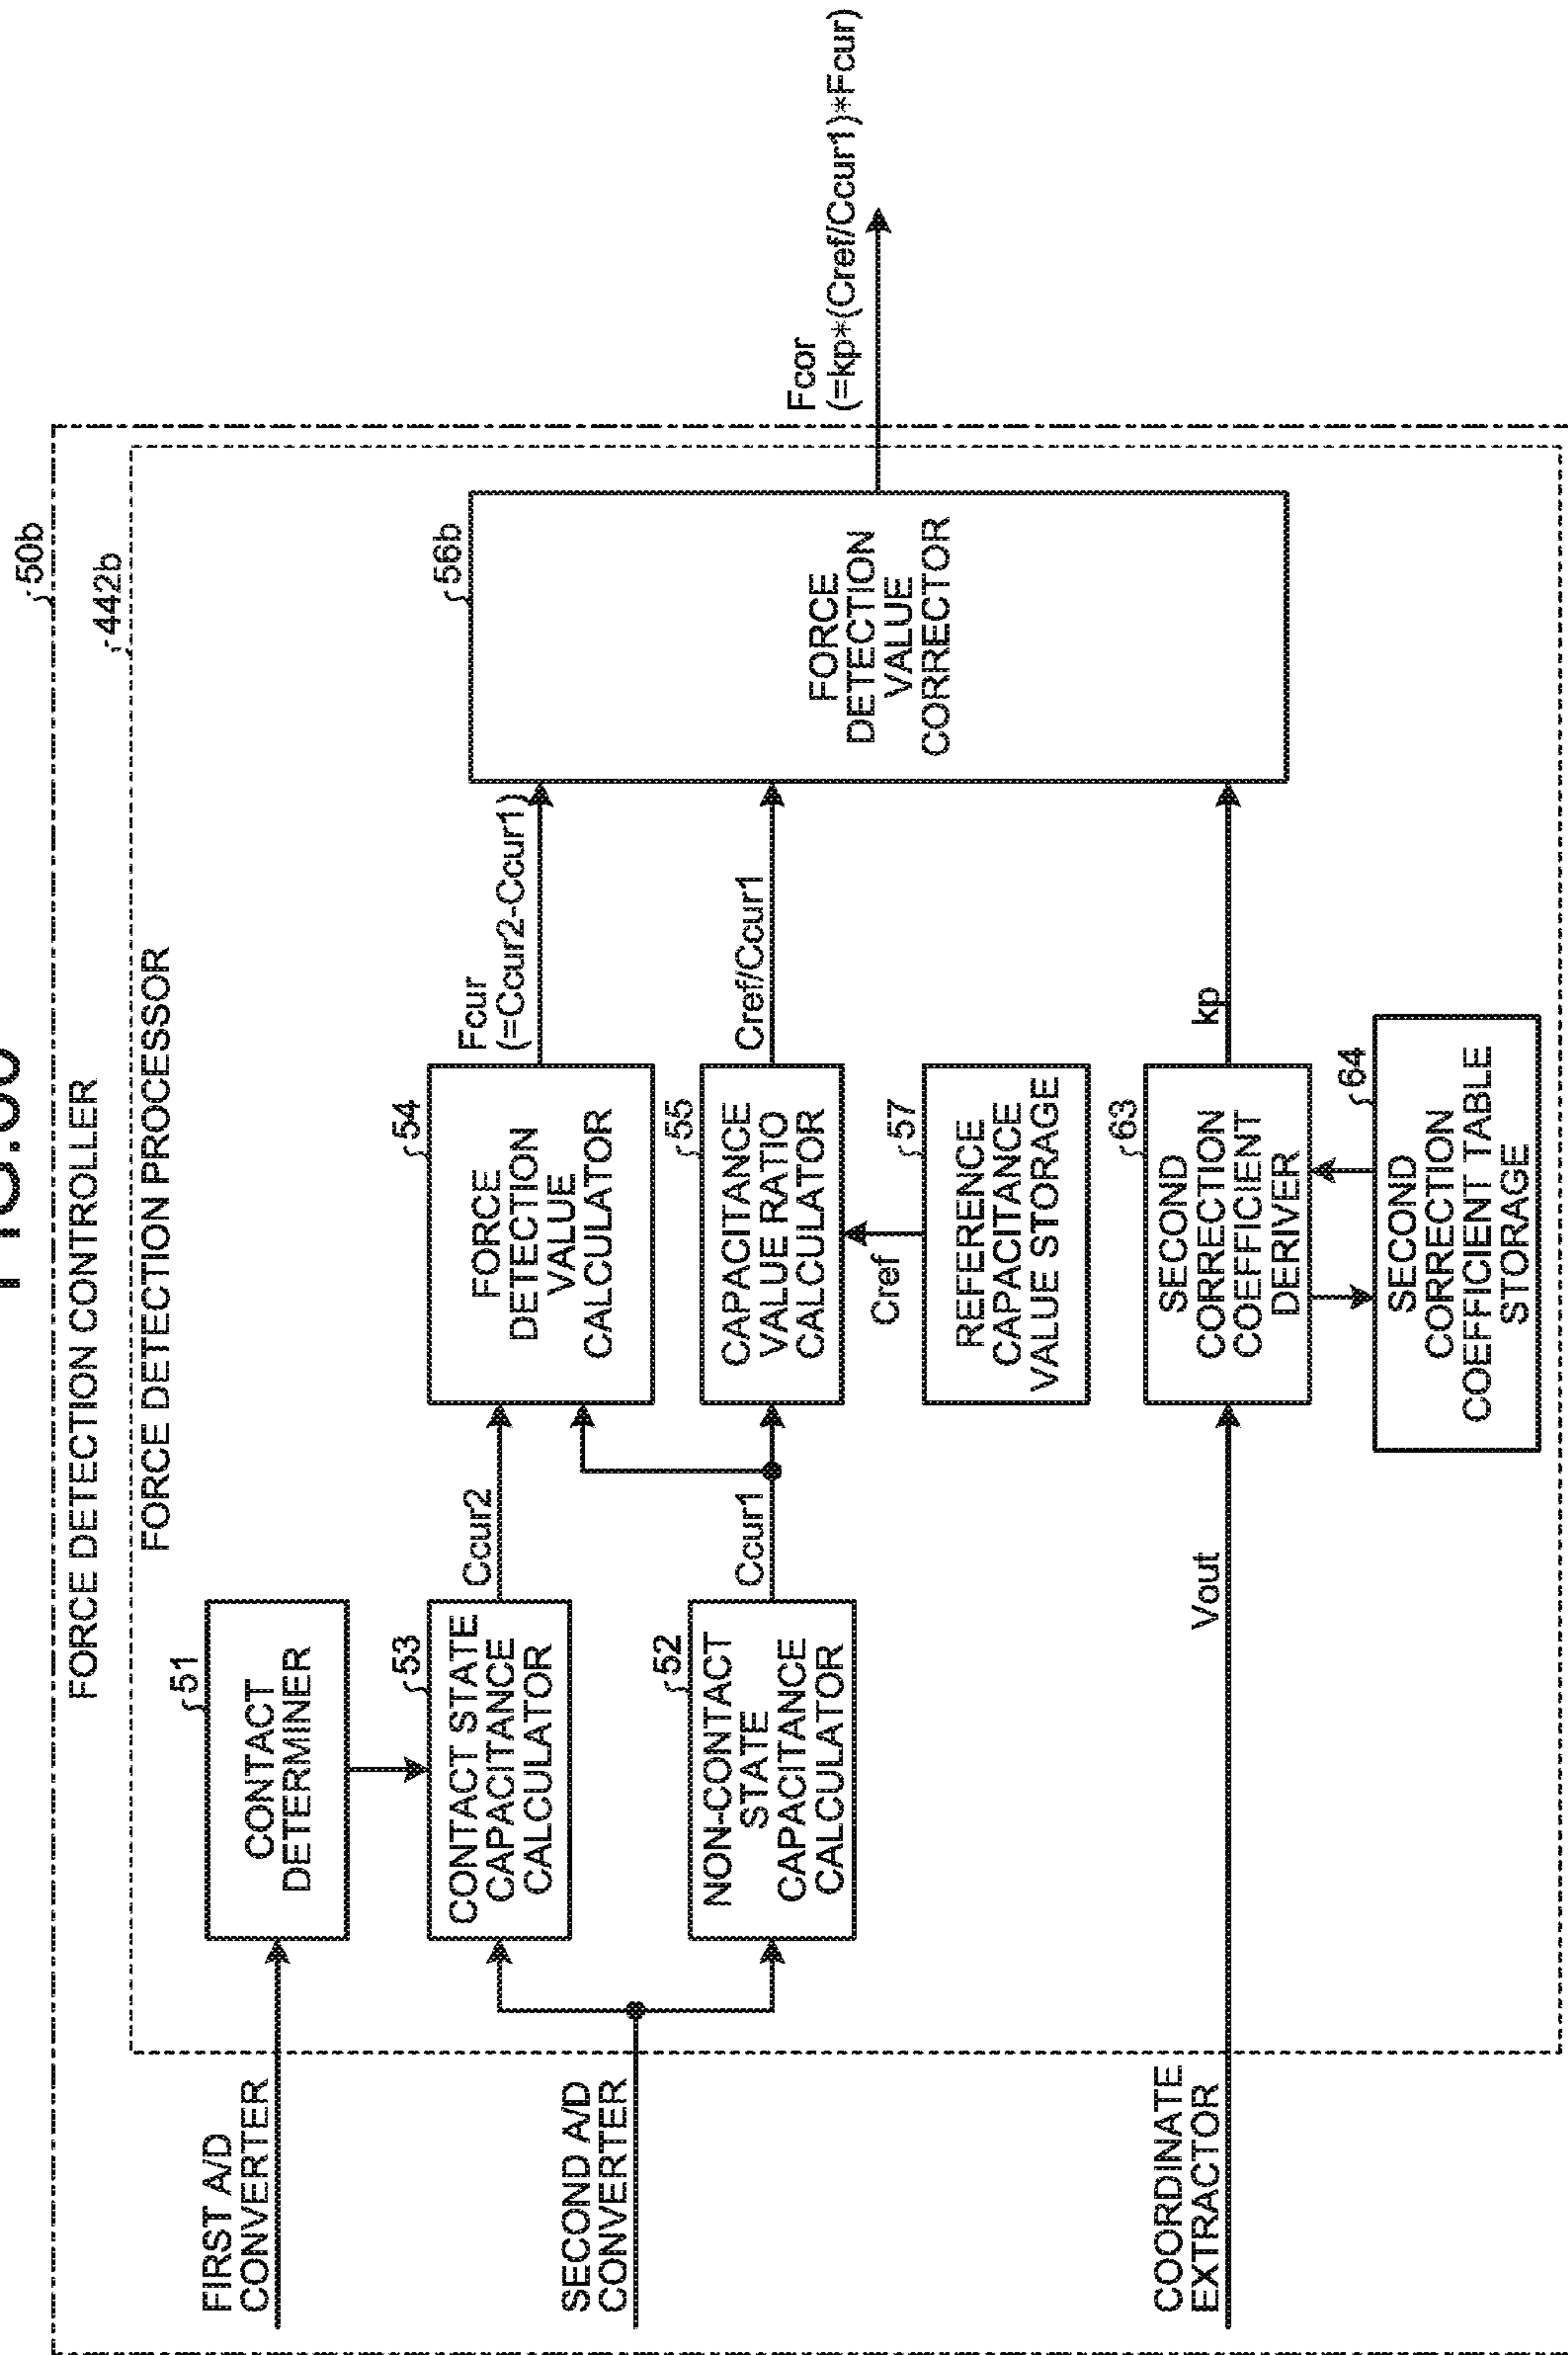 50b
FORCE DETECTION CONTROLLER
442b
FORCE DETECTION PROCESSOR
FIRST A/D
CONVERTER
51
CONTACT
DETERMINER
SECOND A/D
CONVERTER
53
CONTACT STATE
CAPACITANCE
CALCULATOR
Ccur2
52
NON-CONTACT
STATE
CAPACITANCE
CALCULATOR
Ccur1
54
FORCE
DETECTION
VALUE
CALCULATOR
Fcur
(=Ccur2-Ccur1)
55
CAPACITANCE
VALUE RATIO
CALCULATOR
Cref/Ccur1
Cref
57
REFERENCE
CAPACITANCE
VALUE STORAGE
COORDINATE
EXTRACTOR
Vout
63
SECOND
CORRECTION
COEFFICIENT
DERIVER
kp
64
SECOND
CORRECTION
COEFFICIENT TABLE
STORAGE
56b
FORCE
DETECTION
VALUE
CORRECTOR
Fcor
(=kp*(Cref/Ccur1)*Fcur)